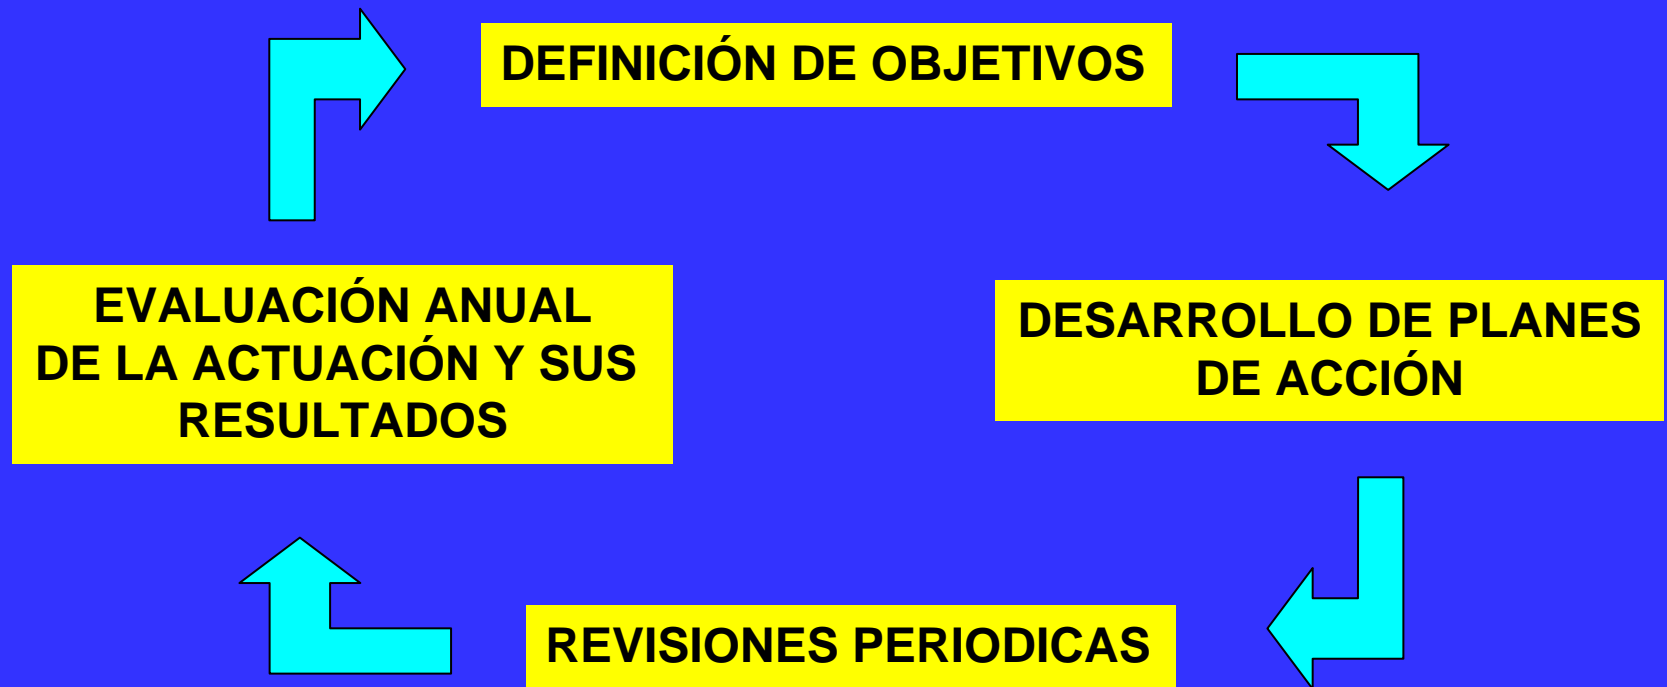 DEFINICIÓN DE OBJETIVOS
EVALUACIÓN ANUAL
DE LA ACTUACIÓN Y SUS
RESULTADOS
DESARROLLO DE PLANES
DE ACCIÓN
REVISIONES PERIODICAS